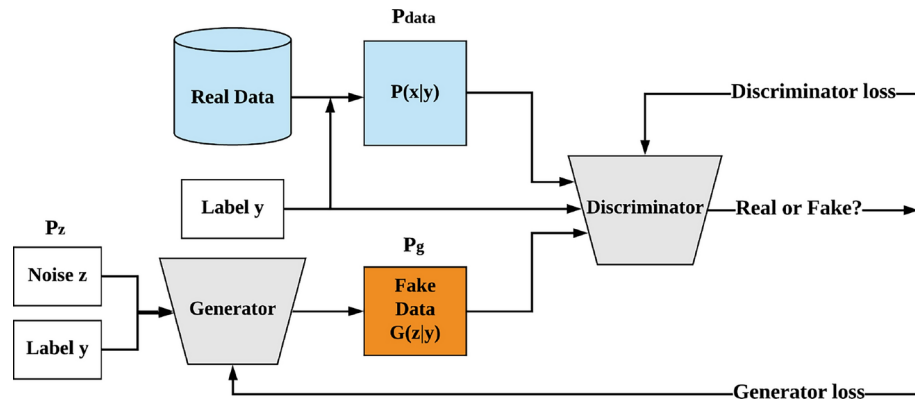 Pdata
Real Data
P(x|y)
Discriminator loss
Label y
Discriminator
Real or Fake?
Pz
Noise z
Label y
Generator
Pg
Fake
Data
G(z|y)
Generator loss